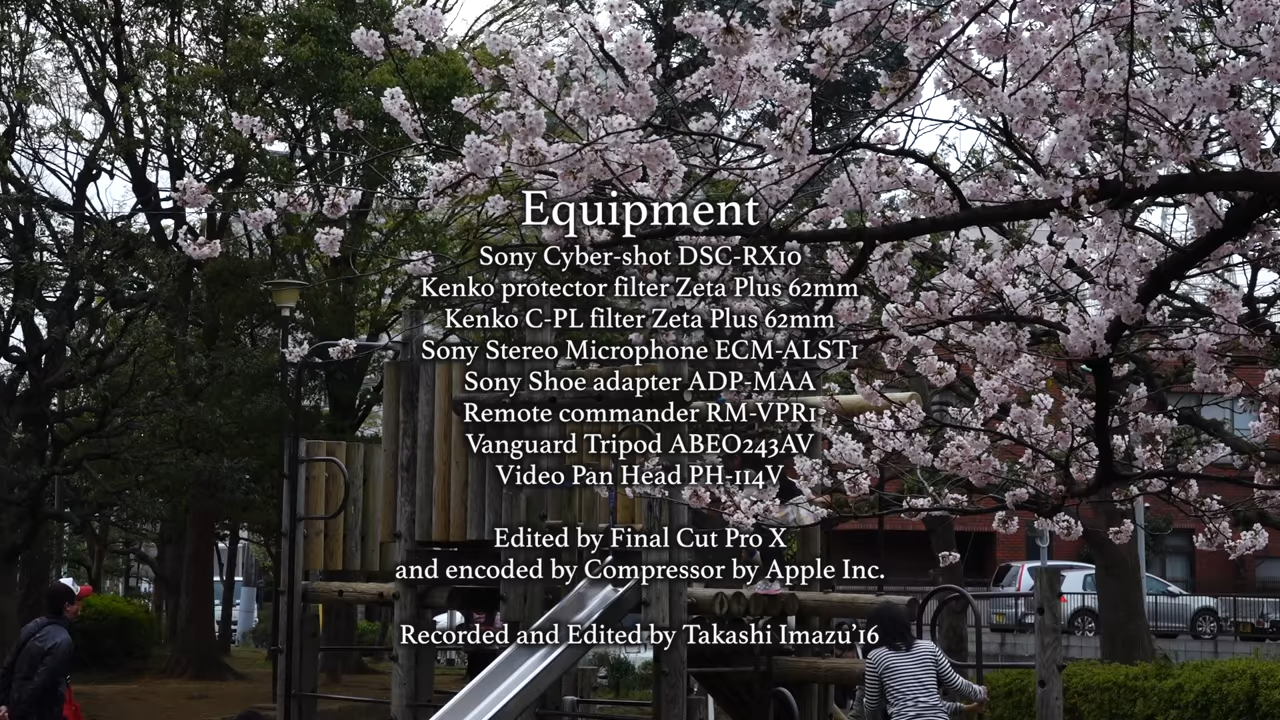 Equipment
Sony Cyber-shot DSC-RX10
Kenko protector filter Zeta Plus 62mm
Kenko C-PL filter Zeta Plus 62mm
Sony Stereo Microphone ECM-ALST1
Sony Shoe adapter ADP-MAA
Remote commander RM-VPR1
Vanguard Tripod ABEO243AV
Video Pan Head PH-114V
Edited by Final Cut Pro X
and encoded by Compressor by Apple Inc.
Recorded and Edited by Takashi Imazu'16